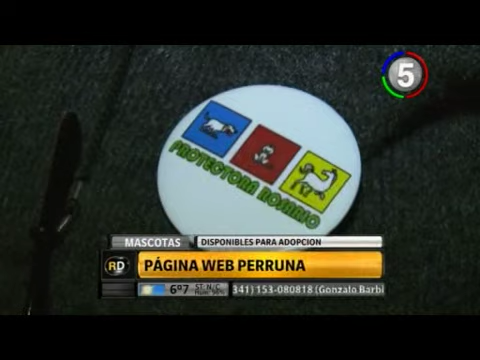 5
PROTECTORA ROSARIO
MASCOTAS
DISPONIBLES PARA ADOPCION
RD
PÁGINA WEB PERRUNA
6°7
341) 153-080818 (Gonzalo Barbi